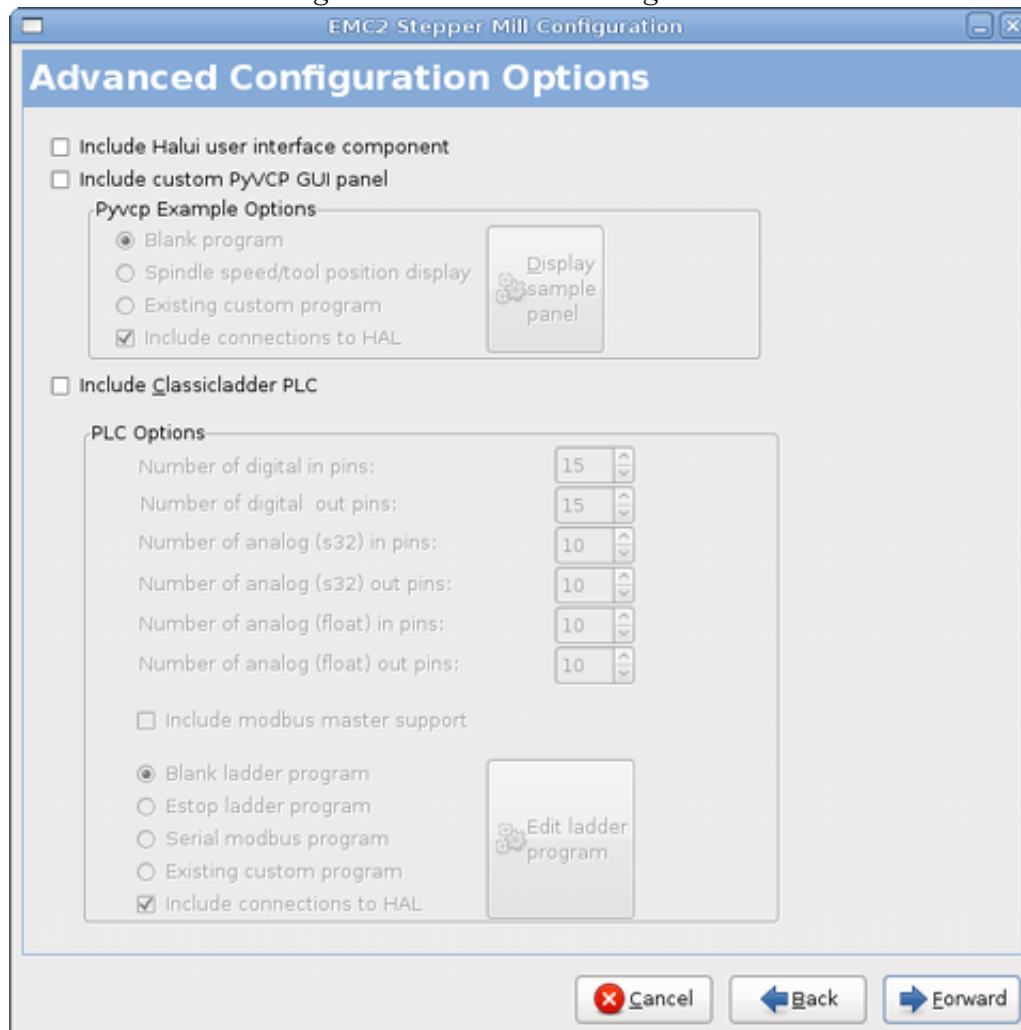 EMC2 Stepper Mill Configuration
Advanced Configuration Options
Include Halui user interface component
Include custom PyVCP GUI panel
Pyvcp Example Options
Blank program
Spindle speed/tool position display
Existing custom program
Include connections to HAL
Display
sample
panel
Include Classicladder PLC
PLC Options
Number of digital in pins: 15
Number of digital out pins: 15
Number of analog (s32) in pins: 10
Number of analog (s32) out pins: 10
Number of analog (float) in pins: 10
Number of analog (float) out pins: 10
Include modbus master support
Blank ladder program
Estop ladder program
Serial modbus program
Existing custom program
Include connections to HAL
Edit ladder
program
Cancel Back Forward